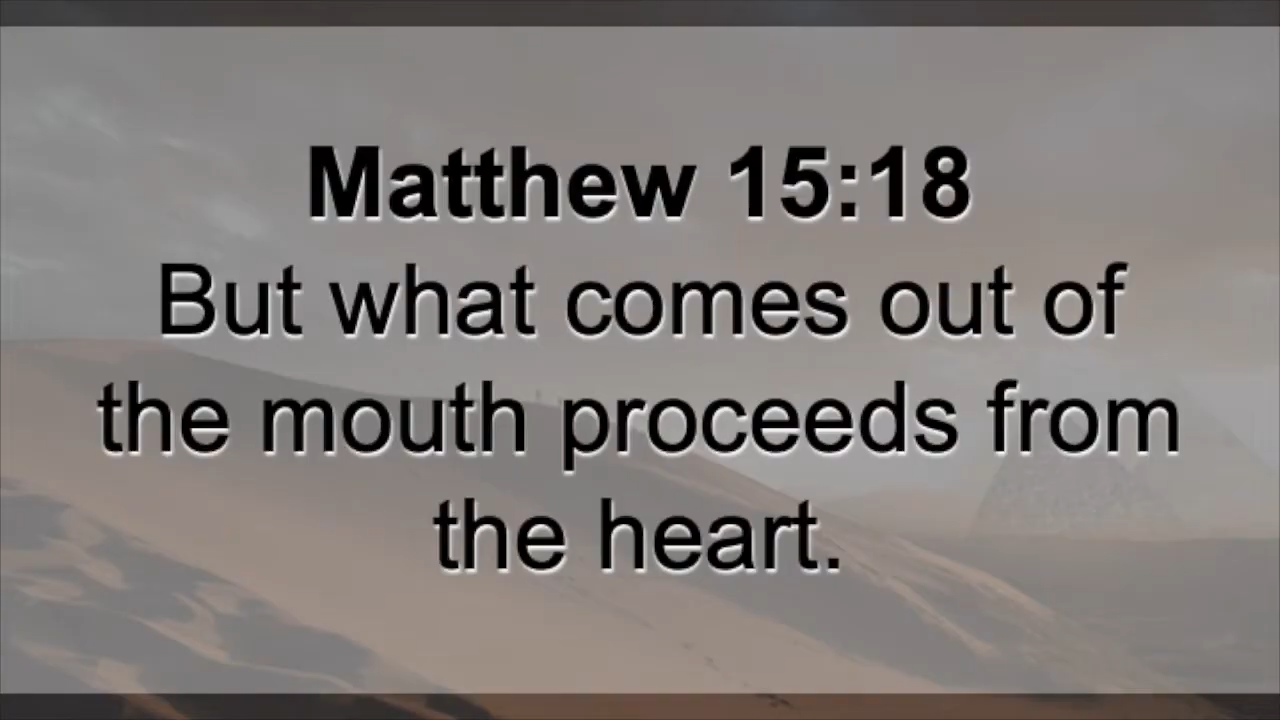 Matthew 15:18
But what comes out of
the mouth proceeds from
the heart.